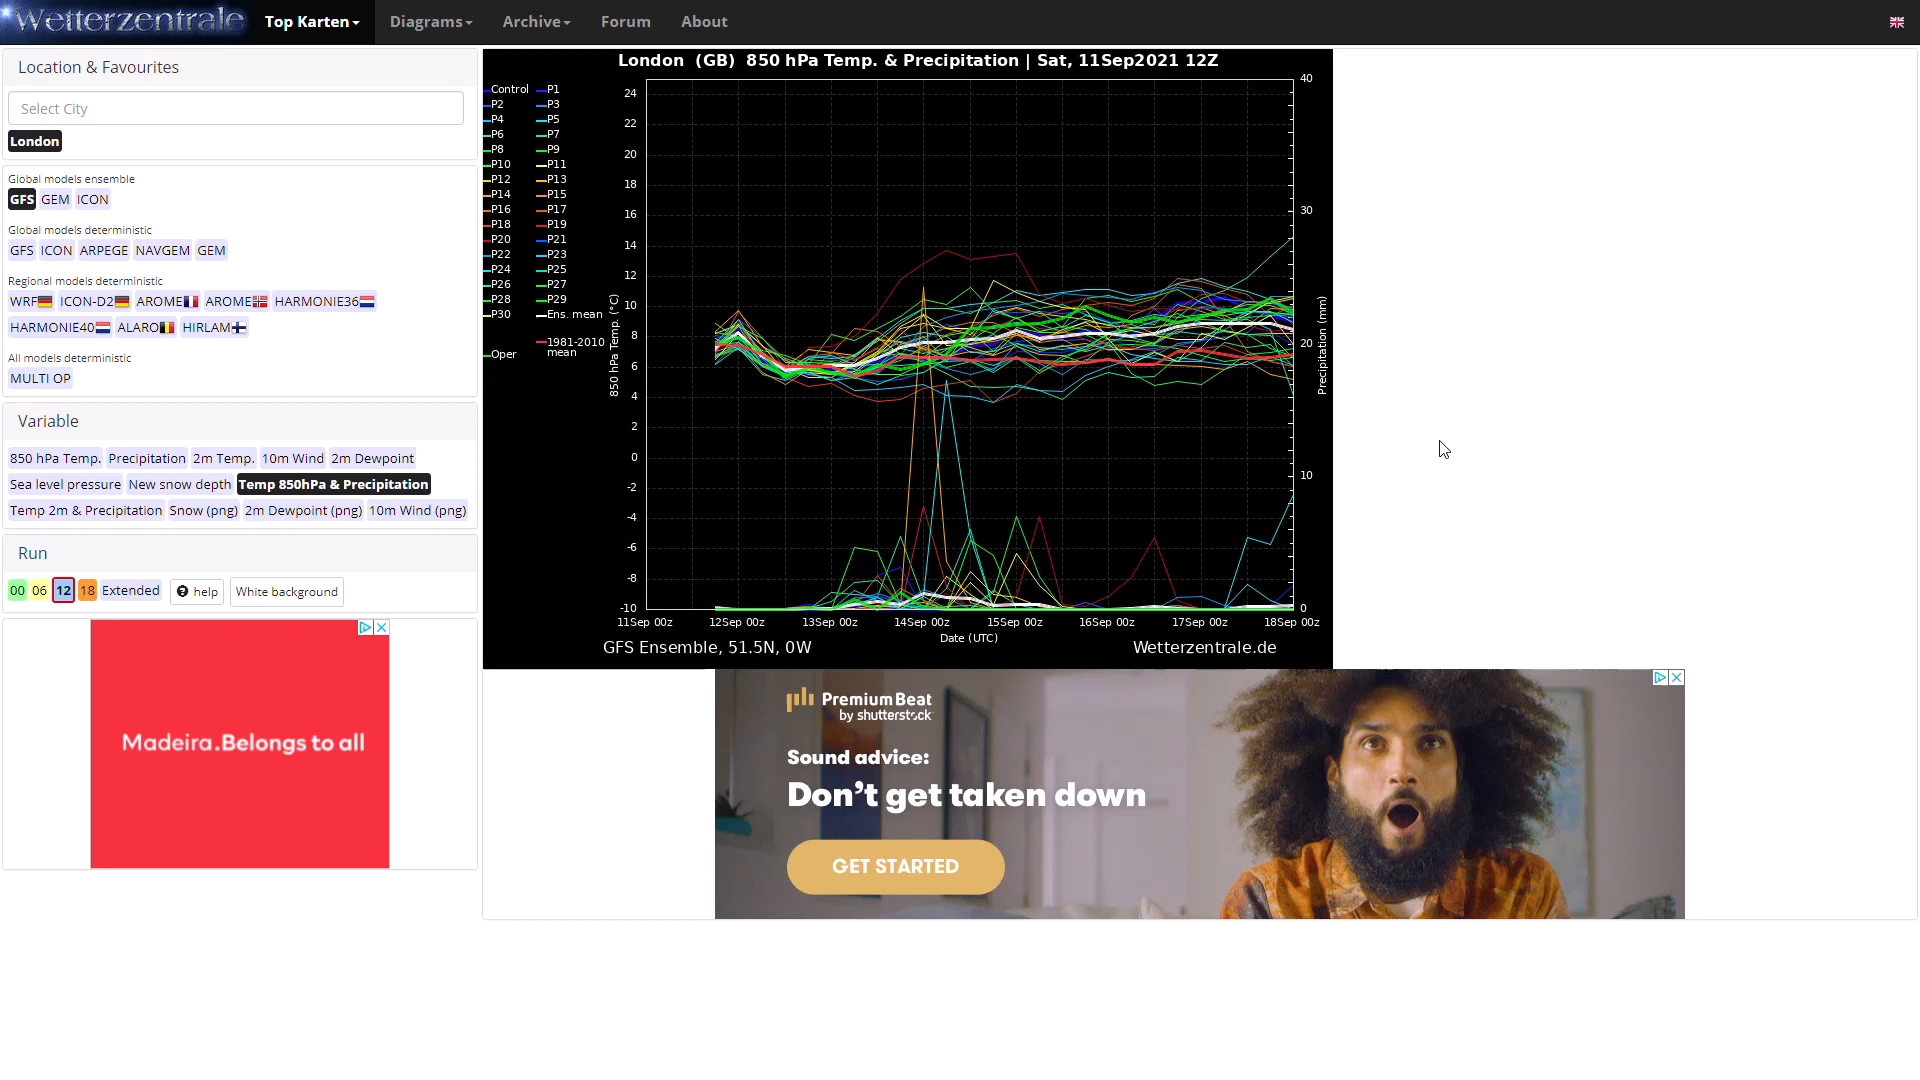 Wetterzentrale
Top Karten
Diagrams
Archive
Forum
About
Location & Favourites
Select City
London
Global models ensemble
GFS GEM ICON
Global models deterministic
GFS ICON ARPEGE NAVGEM GEM
Regional models deterministic
WRF ICON-D2 AROME AROME HARMONIE36
HARMONIE40 ALARO HIRLAM
All models deterministic
MULTI OP
Variable
850 hPa Temp. Precipitation 2m Temp. 10m Wind 2m Dewpoint
Sea level pressure New snow depth Temp 850hPa & Precipitation
Temp 2m & Precipitation Snow (png) 2m Dewpoint (png) 10m Wind (png)
Run
00 06 12 18 Extended help White background
Madeira.Belongs to all
London (GB) 850 hPa Temp. & Precipitation | Sat, 11Sep2021 12Z
Control P1
P2 P3
P4 P5
P6 P7
P8 P9
P10 P11
P12 P13
P14 P15
P16 P17
P18 P19
P20 P21
P22 P23
P24 P25
P26 P27
P28 P29
P30 Ens. mean
1981-2010
mean
Oper
850 hPa Temp. (°C)
24
22
20
18
16
14
12
10
8
6
4
2
0
-2
-4
-6
-8
-10
40
30
20
10
0
Precipitation (mm)
11Sep 00z 12Sep 00z 13Sep 00z 14Sep 00z 15Sep 00z 16Sep 00z 17Sep 00z 18Sep 00z
Date (UTC)
GFS Ensemble, 51.5N, 0W
Wetterzentrale.de
PremiumBeat
by shutterstock
Sound advice:
Don't get taken down
GET STARTED